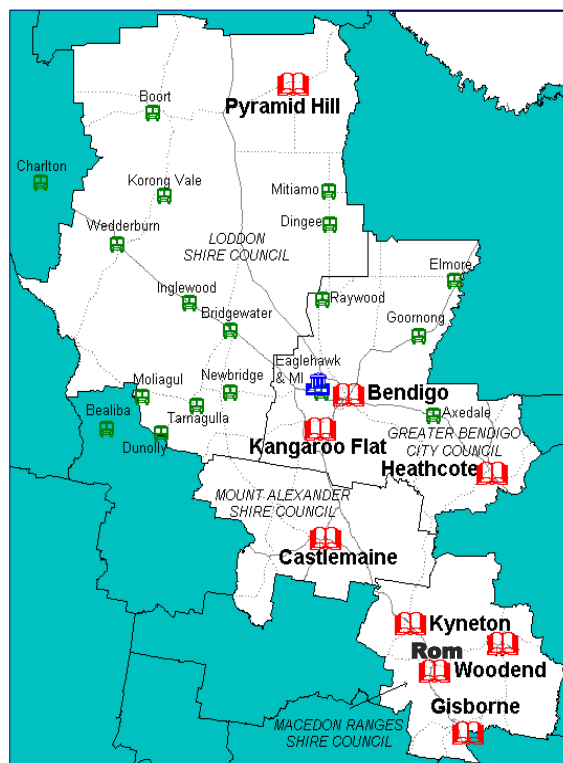 Boort
Pyramid Hill
Charlton
Korong Vale
Mitiamo
Dingee
Wedderburn
LODDON
SHIRE COUNCIL
Elmore
Inglewood
Raywood
Bridgewater
Goornong
Eaglehawk
& MI
Moliagul
Newbridge
Bendigo
Bealiba
Tarnagulla
Axedale
Dunolly
Kangaroo Flat
GREATER BENDIGO
CITY COUNCIL
Heathcote
MOUNT ALEXANDER
SHIRE COUNCIL
Castlemaine
Kyneton
Rom
Woodend
Gisborne
MACEDON RANGES
SHIRE COUNCIL